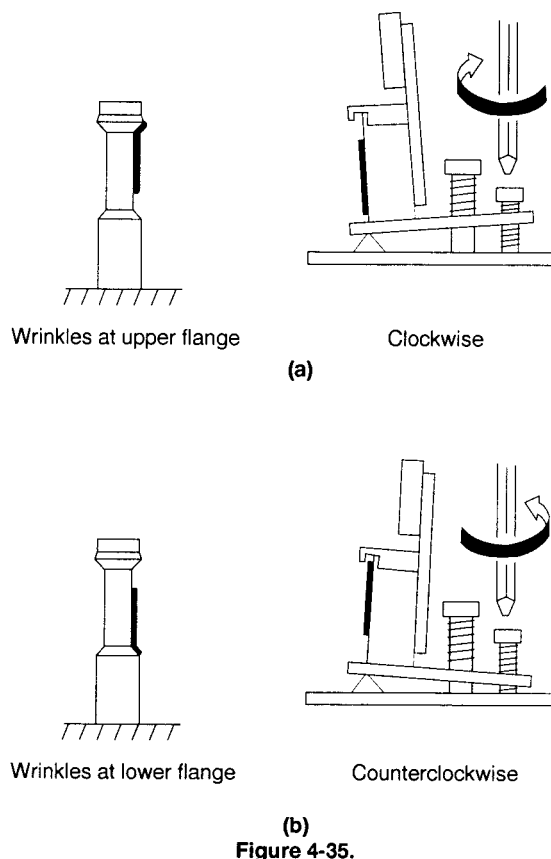 Wrinkles at upper flange
Clockwise
(a)
Wrinkles at lower flange
Counterclockwise
(b)
Figure 4-35.